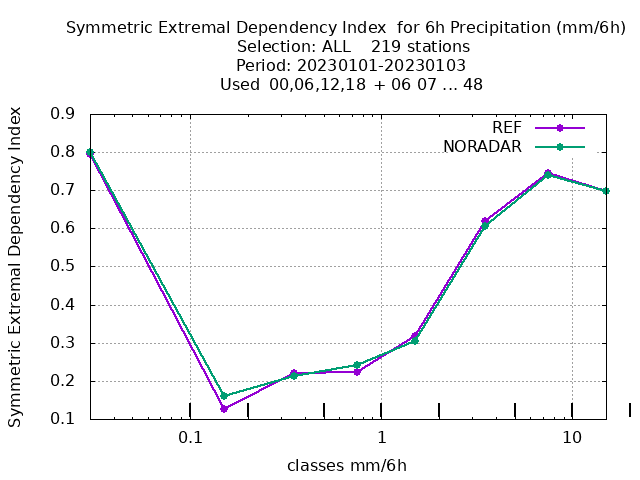 Symmetric Extremal Dependency Index  for 6h Precipitation (mm/6h)
Selection: ALL    219 stations
Period: 20230101-20230103
Used  00,06,12,18  + 06 07 ... 48
REF
NORADAR
0.9
0.8
0.7
0.6
0.5
0.4
0.3
0.2
0.1
Symmetric Extremal Dependency Index
0.1 1 10
classes mm/6h